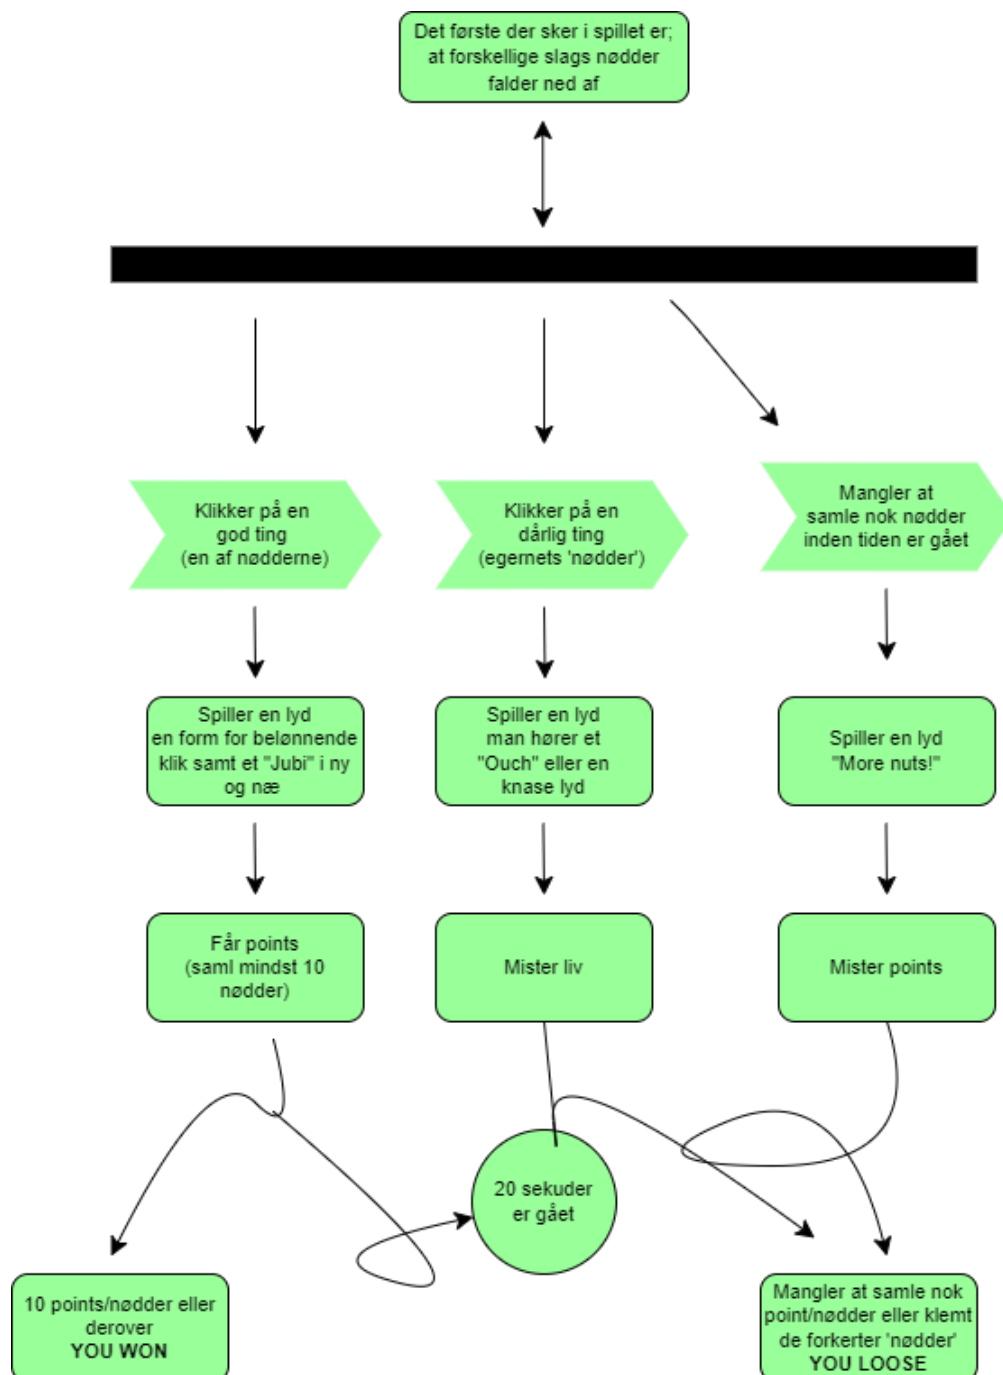 Det første der sker i spillet er;
at forskellige slags nødder
falder ned af
Klikker på en
god ting
(en af nødderne)
Klikker på en
dårlig ting
(egernets 'nødder')
Mangler at
samle nok nødder
inden tiden er gået
Spiller en lyd
en form for belønnende
klik samt et "Jubi" i ny
og næ
Spiller en lyd
man hører et
"Ouch" eller en
knase lyd
Spiller en lyd
"More nuts!"
Får points
(saml mindst 10
nødder)
Mister liv
Mister points
20 sekuder
er gået
10 points/nødder eller
derover
YOU WON
Mangler at samle nok
point/nødder eller klemt
de forkerter 'nødder'
YOU LOOSE